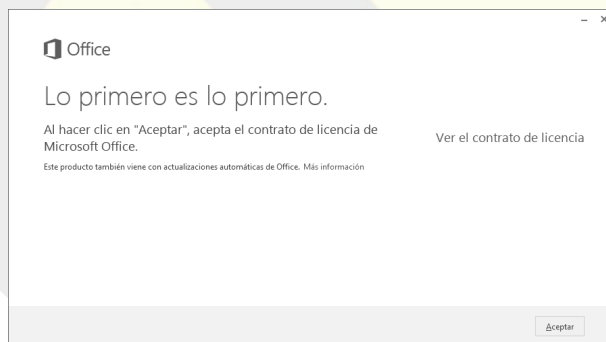 Office
Lo primero es lo primero.
Al hacer clic en "Aceptar", acepta el contrato de licencia de
Microsoft Office.
Ver el contrato de licencia
Este producto también viene con actualizaciones automáticas de Office. Más información
Aceptar